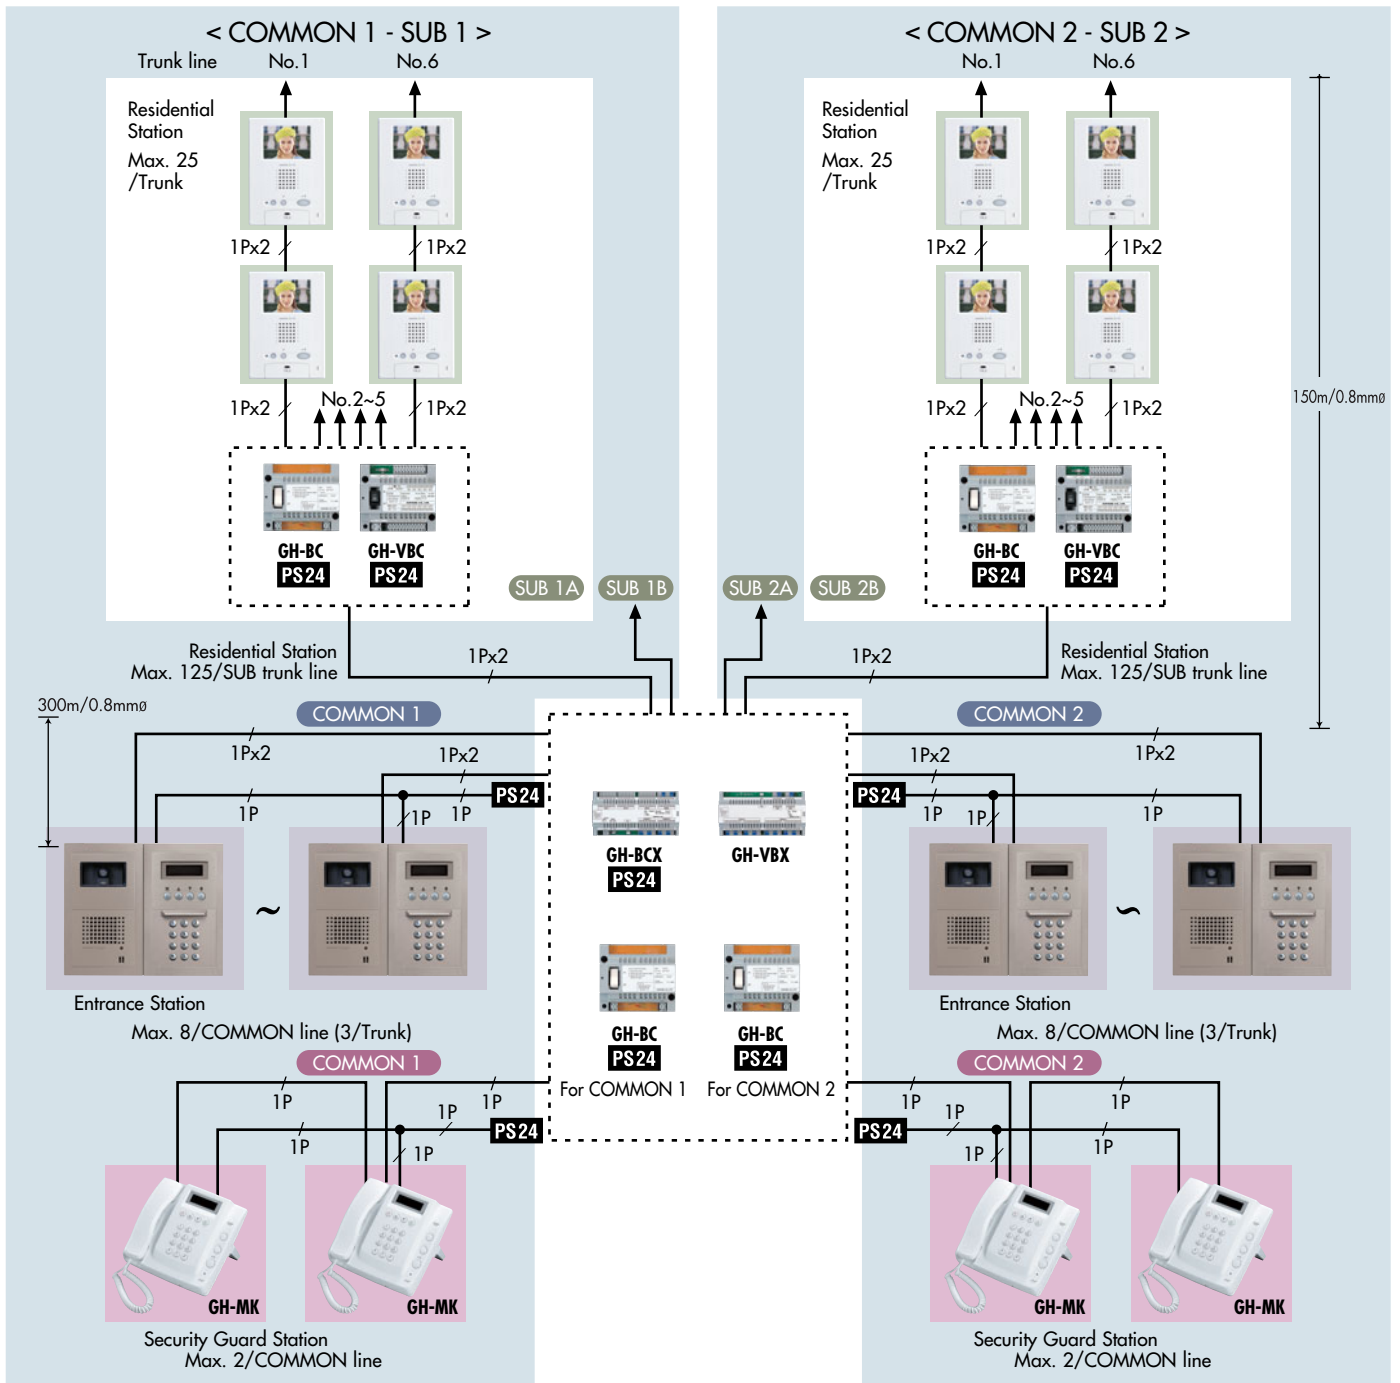 < COMMON 1 - SUB 1 >
Trunk line No.1 No.6
Residential
Station
Max. 25
/Trunk
1Px2 1Px2
No.2~5
1Px2 1Px2
GH-BC GH-VBC
PS24 PS24
SUB 1A SUB 1B
Residential Station
Max. 125/SUB trunk line
1Px2
< COMMON 2 - SUB 2 >
No.1 No.6
Residential
Station
Max. 25
/Trunk
1Px2 1Px2
No.2~5
1Px2 1Px2
150m/0.8mmø
GH-BC GH-VBC
PS24 PS24
SUB 2A SUB 2B
1Px2
Residential Station
Max. 125/SUB trunk line
300m/0.8mmø
COMMON 1
1Px2 1Px2
PS24
1P 1P 1P
~
Entrance Station
Max. 8/COMMON line (3/Trunk)
GH-BCX GH-VBX
PS24
GH-BC GH-BC
PS24 PS24
For COMMON 1 For COMMON 2
COMMON 2
1Px2 1Px2
PS24
1P 1P 1P
~
Entrance Station
Max. 8/COMMON line (3/Trunk)
COMMON 1
1P 1P
1P 1P PS24
1P
GH-MK GH-MK
Security Guard Station
Max. 2/COMMON line
COMMON 2
1P 1P
PS24 1P 1P
1P
GH-MK GH-MK
Security Guard Station
Max. 2/COMMON line